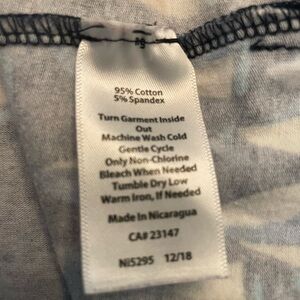 95% Cotton
5% Spandex
Turn Garment Inside
Out
Machine Wash Cold
Gentle Cycle
Only Non-Chlorine
Bleach When Needed
Tumble Dry Low
Warm Iron, If Needed
Made In Nicaragua
CA# 23147
Ni5295 12/18